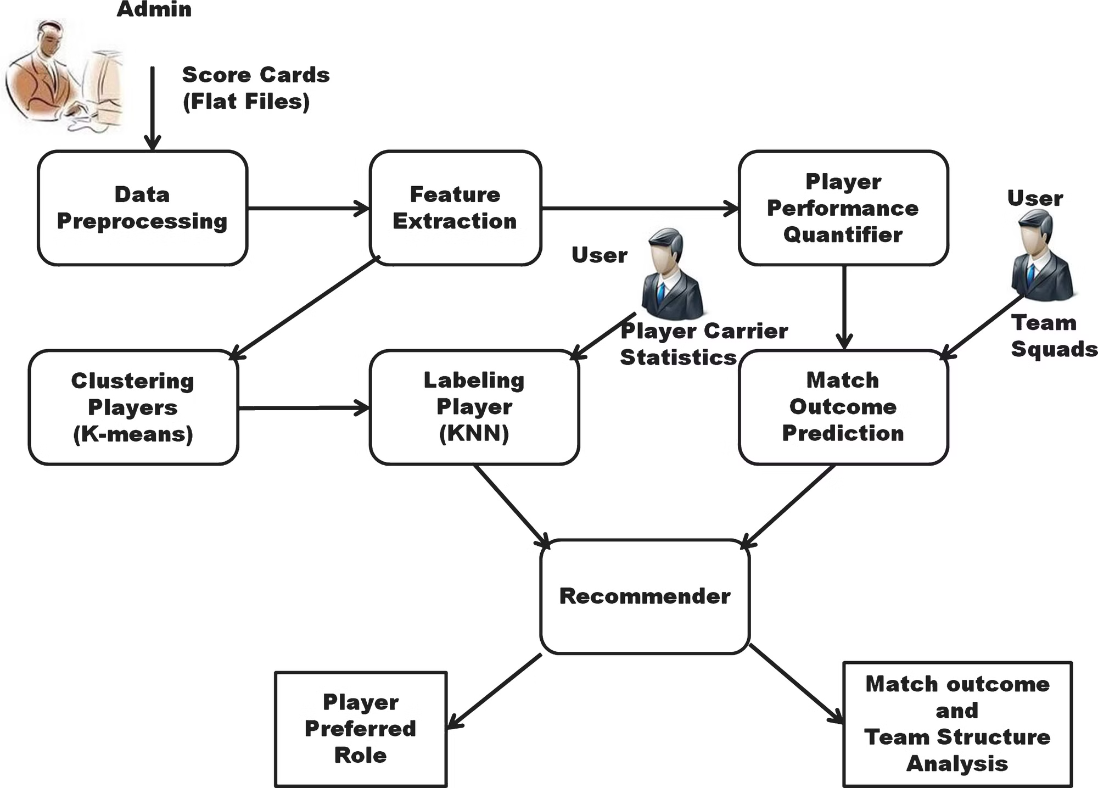 Admin
Score Cards
(Flat Files)
Data
Preprocessing
Feature
Extraction
Player
Performance
Quantifier
User
User
Player Carrier
Statistics
Team
Squads
Clustering
Players
(K-means)
Labeling
Player
(KNN)
Match
Outcome
Prediction
Recommender
Player
Preferred
Role
Match outcome
and
Team Structure
Analysis